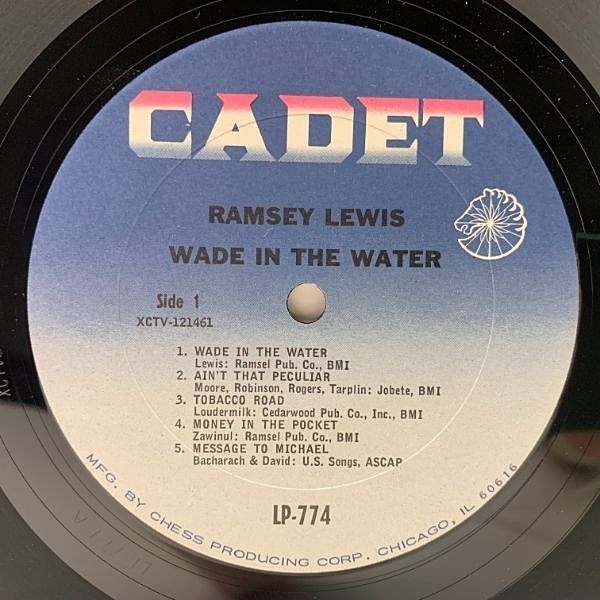 CADET
RAMSEY LEWIS
WADE IN THE WATER
Side 1
XCTV-121461
1. WADE IN THE WATER
Lewis: Ramsel Pub. Co., BMI
2. AIN'T THAT PECULIAR
Moore, Robinson, Rogers, Tarplin: Jobete, BMI
3. TOBACCO ROAD
Loudermilk: Cedarwood Pub. Co., Inc., BMI
4. MONEY IN THE POCKET
Zawinul: Ramsel Pub. Co., BMI
5. MESSAGE TO MICHAEL
Bacharach & David: U.S. Songs, ASCAP
LP-774
MFG. BY CHESS PRODUCING CORP. CHICAGO, IL 60616